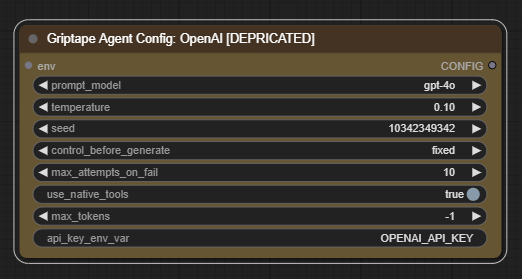 Griptape Agent Config: OpenAI [DEPRICATED]
env CONFIG
prompt_model gpt-4o
temperature 0.10
seed 10342349342
control_before_generate fixed
max_attempts_on_fail 10
use_native_tools true
max_tokens -1
api_key_env_var OPENAI_API_KEY